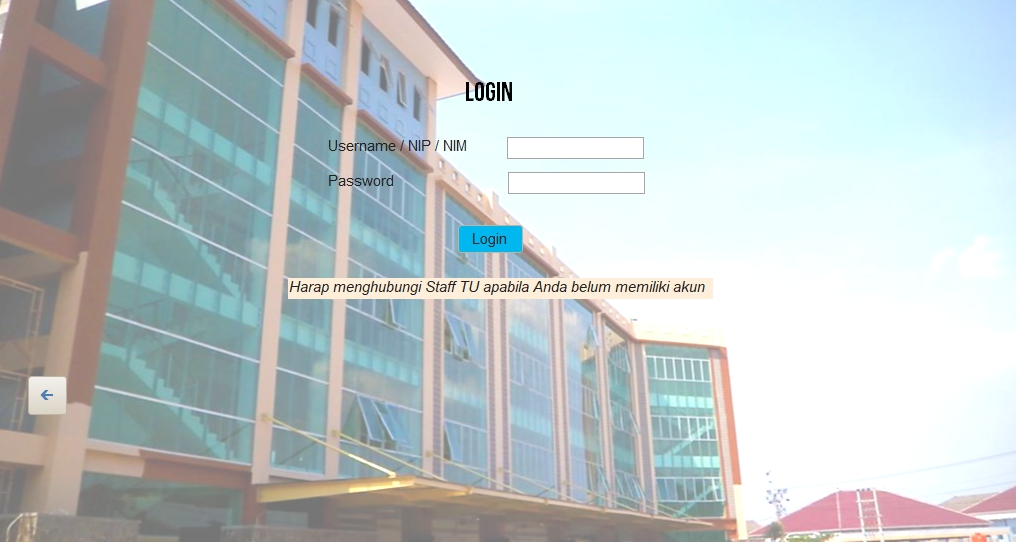 LOGIN
Username / NIP / NIM
Password
Login
Harap menghubungi Staff TU apabila Anda belum memiliki akun